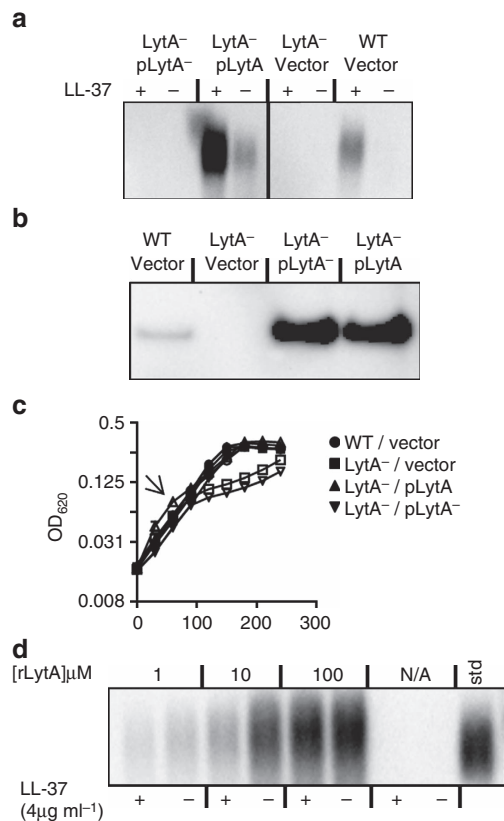 a
LytA– LytA– LytA– WT
pLytA– pLytA Vector Vector
LL-37 + – + – + – + –
b
WT LytA– LytA– LytA–
Vector Vector pLytA– pLytA
c
0.5
0.125
0.031
0.008
OD620
0 100 200 300
WT / vector
LytA– / vector
LytA– / pLytA
LytA– / pLytA–
d
[rLytA]μM 1 10 100 N/A std
LL-37 + – + – + – + –
(4μg ml–1)